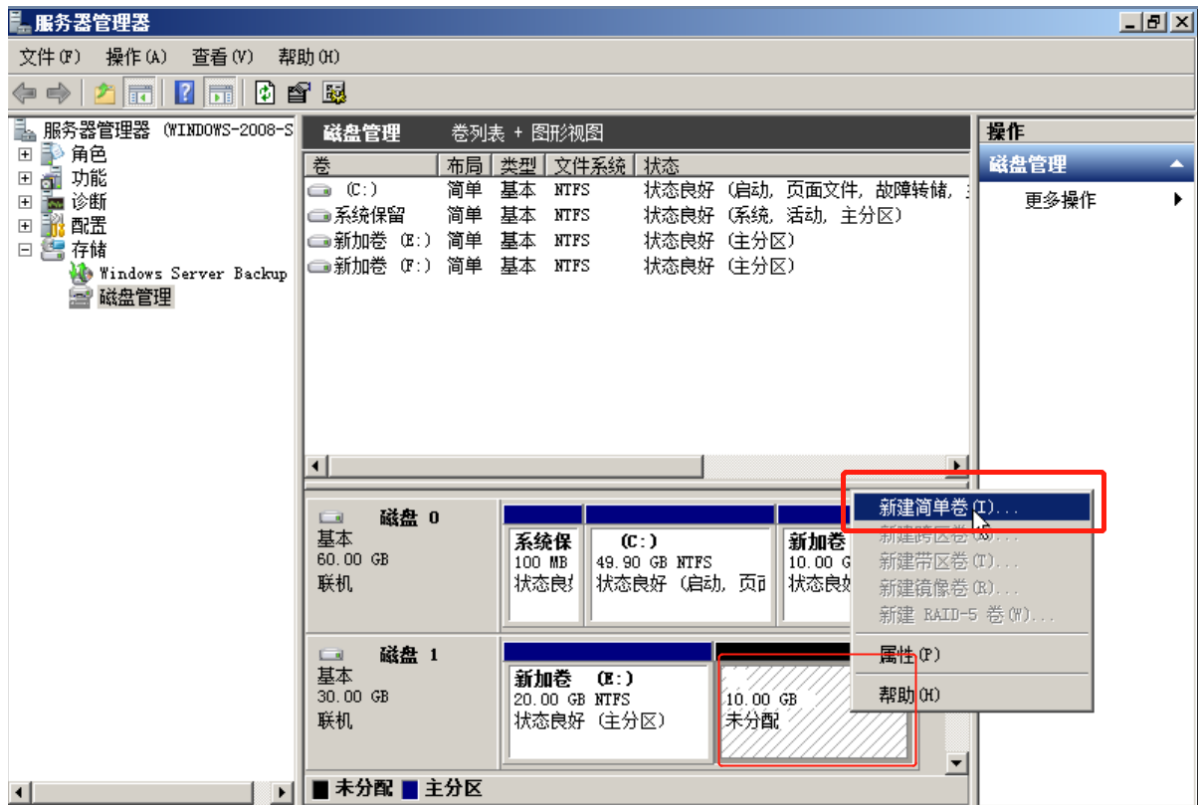 服务器管理器
文件(F) 操作(A) 查看(V) 帮助(H)
服务器管理器 (WINDOWS-2008-S
角色
功能
诊断
配置
存储
Windows Server Backup
磁盘管理
磁盘管理 卷列表 + 图形视图
卷 布局 类型 文件系统 状态
(C:) 简单 基本 NTFS 状态良好 (启动, 页面文件, 故障转储,
系统保留 简单 基本 NTFS 状态良好 (系统, 活动, 主分区)
新加卷 (E:) 简单 基本 NTFS 状态良好 (主分区)
新加卷 (F:) 简单 基本 NTFS 状态良好 (主分区)
磁盘 0
基本
60.00 GB
联机
系统保
100 MB
状态良
(C:)
49.90 GB NTFS
状态良好 (启动, 页
新加卷
10.00 G
状态良
磁盘 1
基本
30.00 GB
联机
新加卷 (E:)
20.00 GB NTFS
状态良好 (主分区)
10.00 GB
未分配
未分配 主分区
新建简单卷(I)...
新建跨区卷
新建带区卷(T)...
新建镜像卷(R)...
新建 RAID-5 卷(W)...
属性(P)
帮助(H)
操作
磁盘管理
更多操作